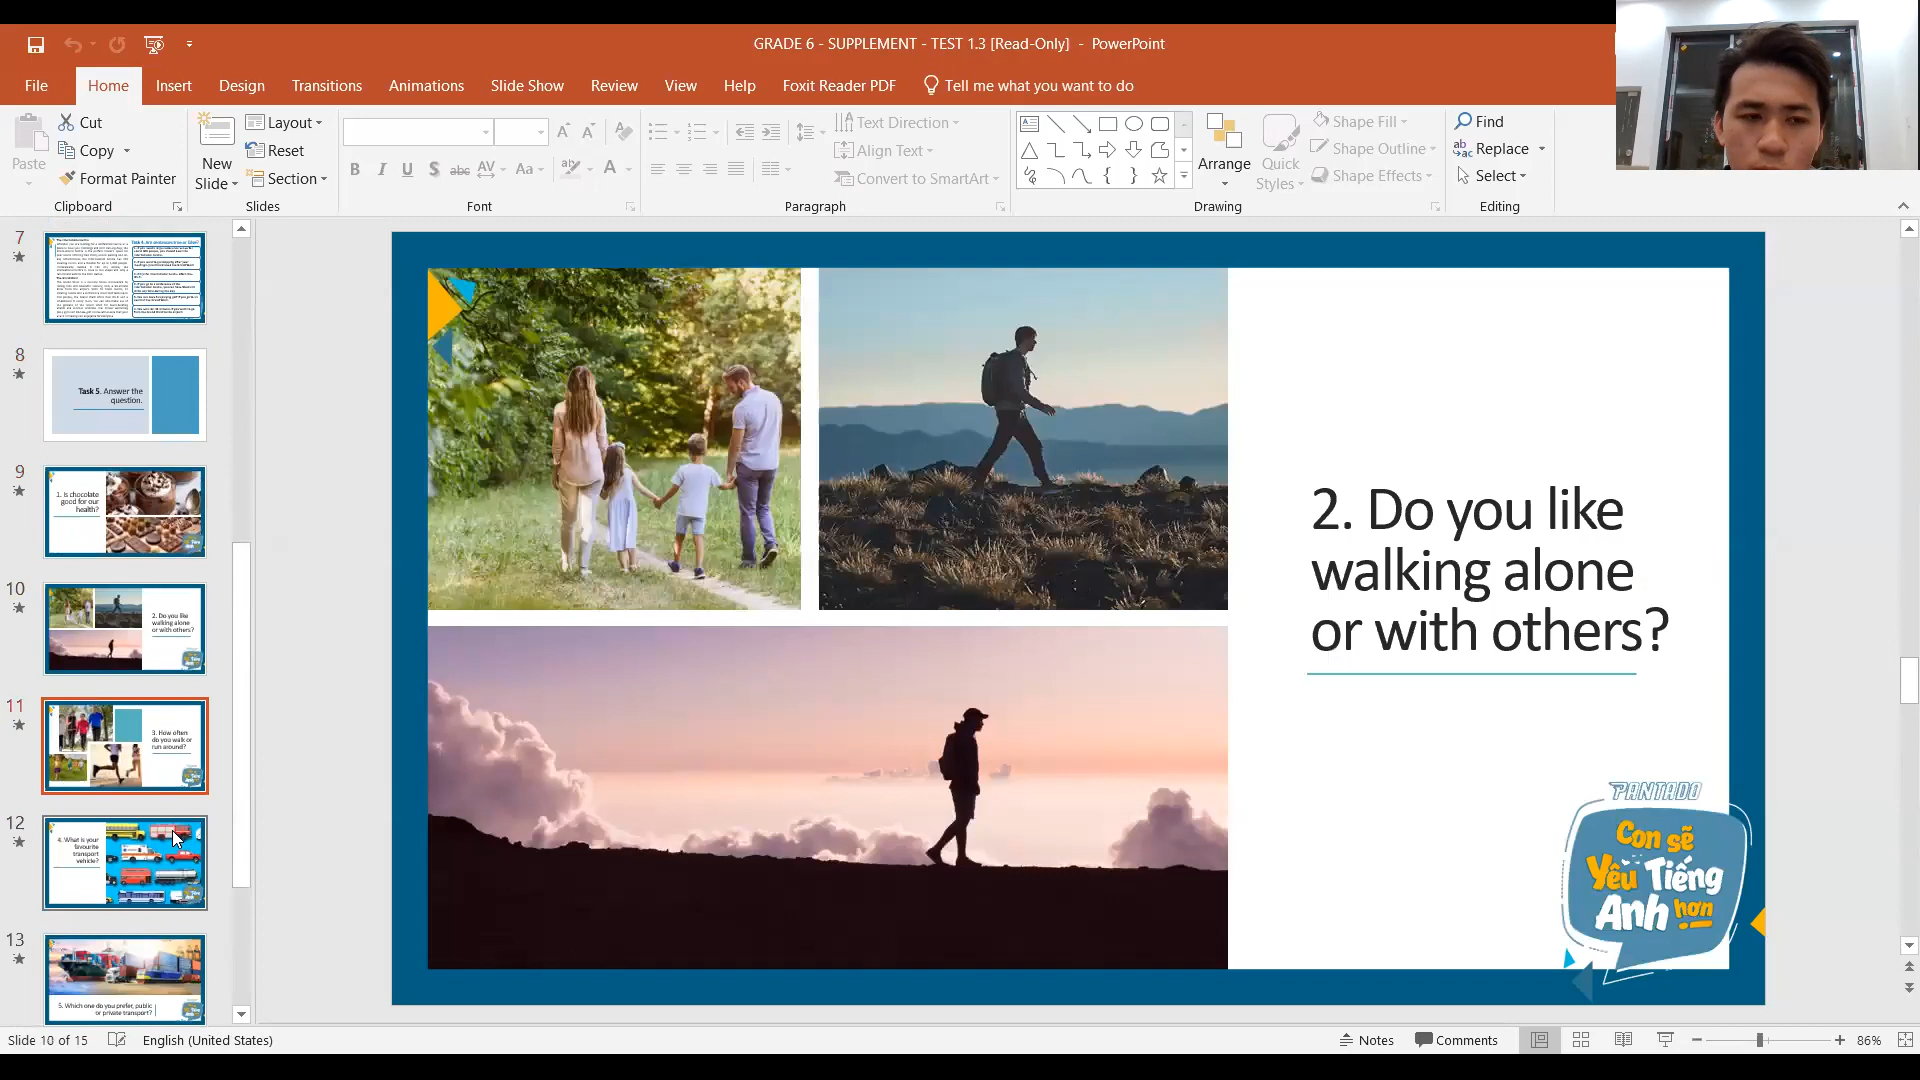 GRADE 6 - SUPPLEMENT - TEST 1.3 [Read-Only] - PowerPoint
File Home Insert Design Transitions Animations Slide Show Review View Help Foxit Reader PDF Tell me what you want to do
Paste
Cut
Copy
Format Painter
Clipboard
New Slide
Layout
Reset
Section
Slides
Font
Text Direction
Align Text
Convert to SmartArt
Paragraph
Arrange
Quick Styles
Shape Fill
Shape Outline
Shape Effects
Drawing
Find
Replace
Select
Editing
7
8
Task 5. Answer the
question.
9
1. Is chocolate
good for our
health?
10
2. Do you like
walking alone
or with others?
11
3. How often
do you walk or
run around?
12
4. What is your
favourite
transport
vehicle?
13
5. Which one do you prefer, public
or private transport?
2. Do you like
walking alone
or with others?
PANTADO
Con sẽ
Yêu Tiếng
Anh hơn
Slide 10 of 15 English (United States) Notes Comments 86%